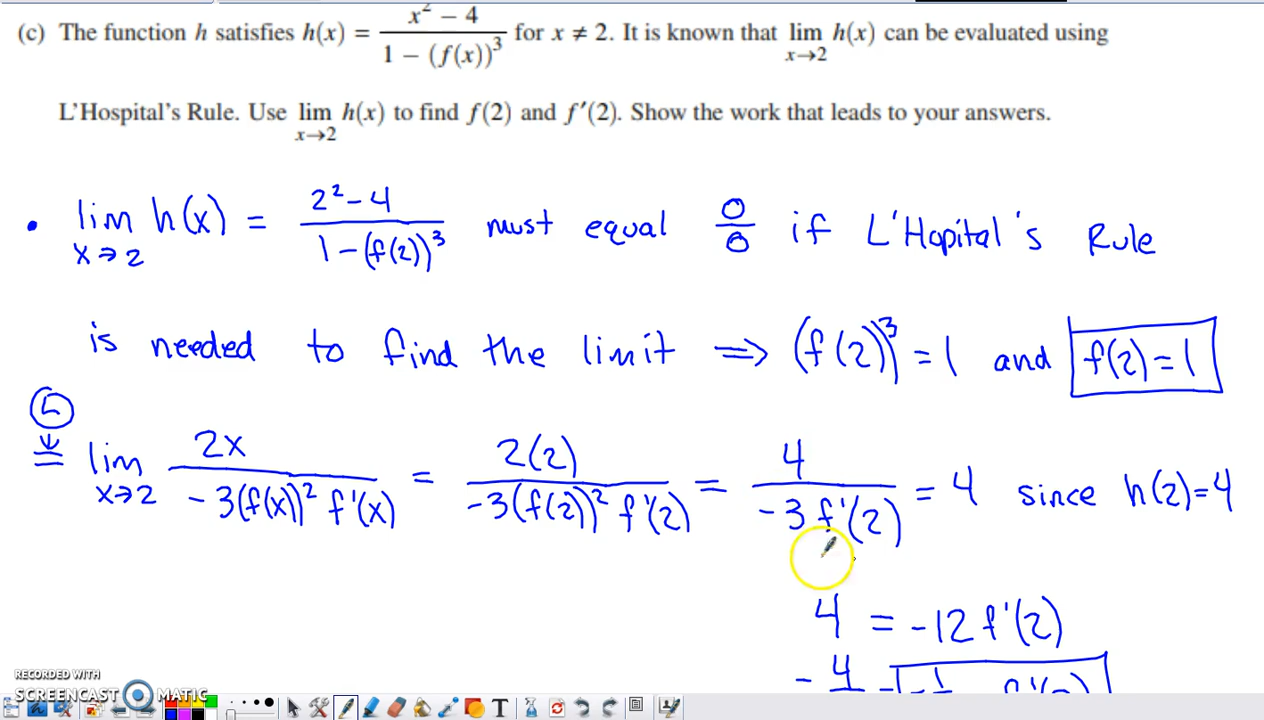 (c) The function h satisfies h(x) = x² − 4 / 1 − (f(x))³ for x ≠ 2. It is known that lim x→2 h(x) can be evaluated using
L'Hospital's Rule. Use lim x→2 h(x) to find f(2) and f′(2). Show the work that leads to your answers.
• lim x→2 h(x) = 2² − 4 / 1 − (f(2))³ must equal 0/0 if L'Hopital's Rule
is needed to find the limit ⟹ (f(2))³ = 1 and f(2) = 1
L
= lim x→2 2x / −3(f(x))² f'(x) = 2(2) / −3(f(2))² f'(2) = 4 / −3 f'(2) = 4 since h(2)=4
4 = −12 f'(2)
RECORDED WITH
SCREENCAST MATIC